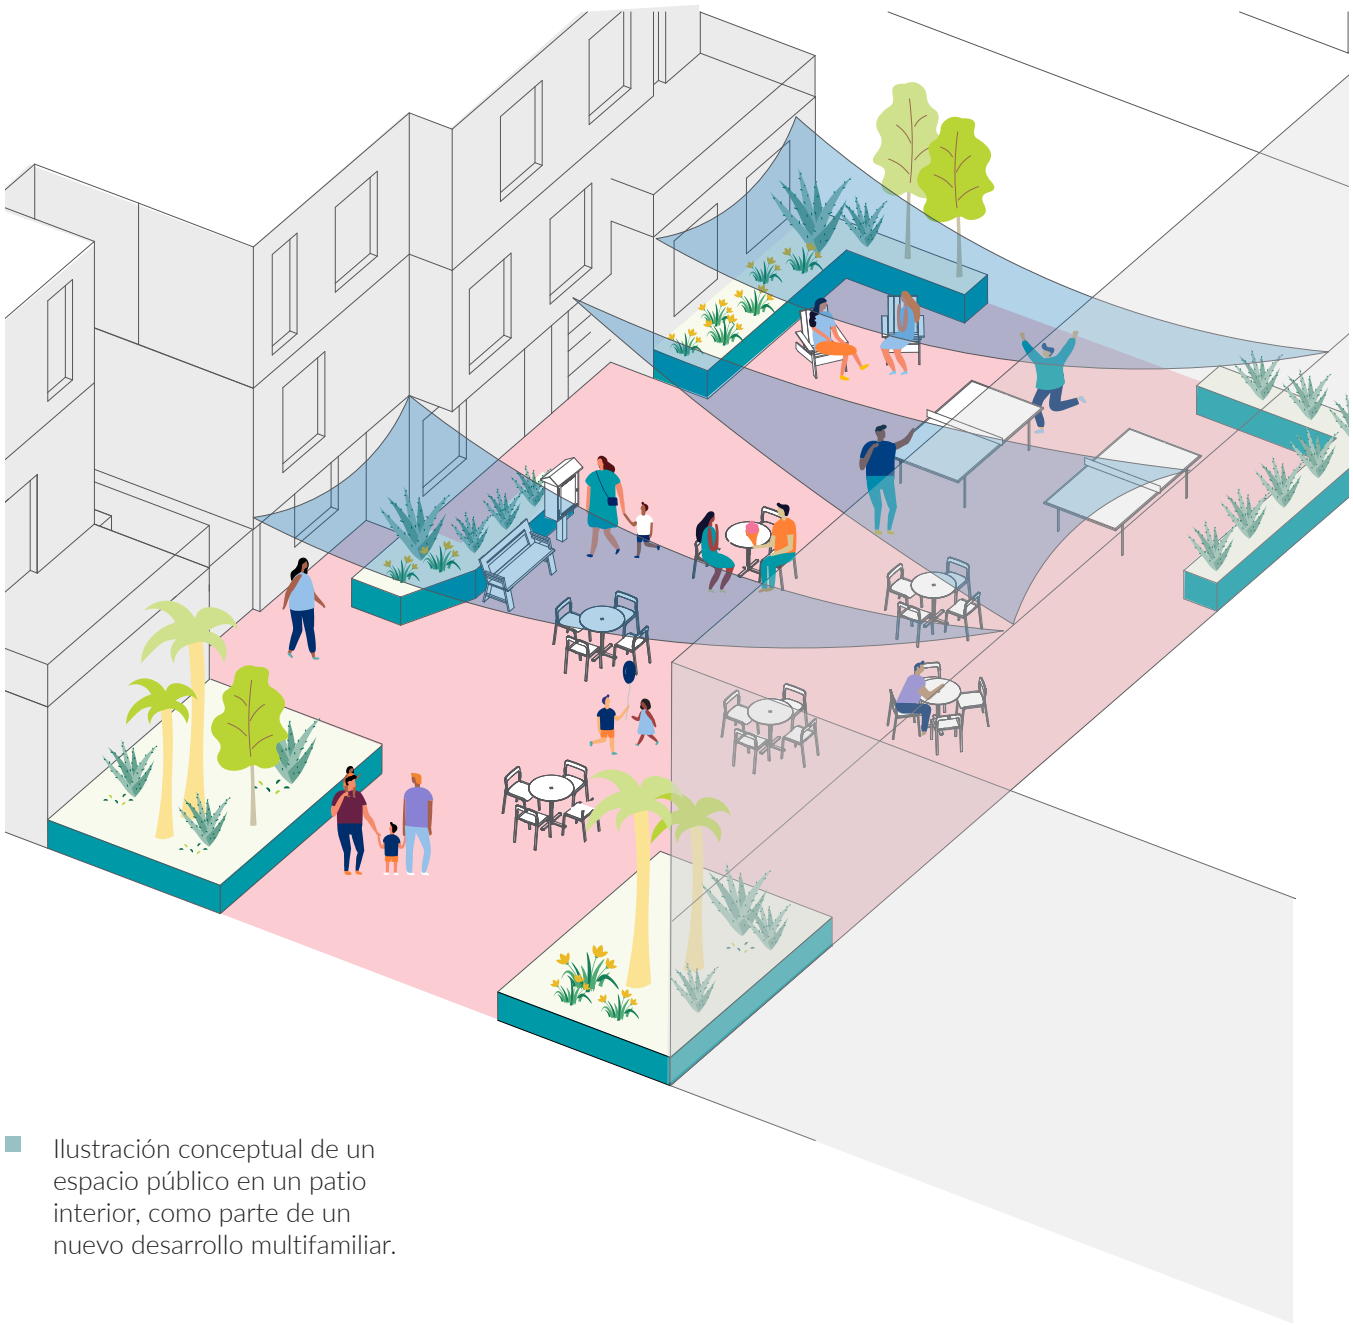 Ilustración conceptual de un
espacio público en un patio
interior, como parte de un
nuevo desarrollo multifamiliar.